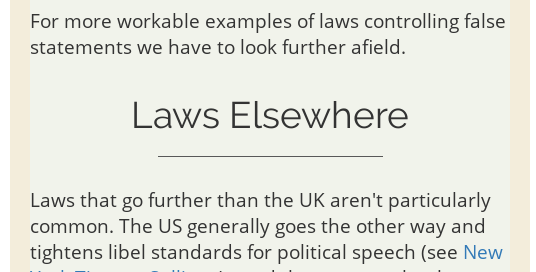 For more workable examples of laws controlling false
statements we have to look further afield.
Laws Elsewhere
Laws that go further than the UK aren't particularly
common. The US generally goes the other way and
tightens libel standards for political speech (see New